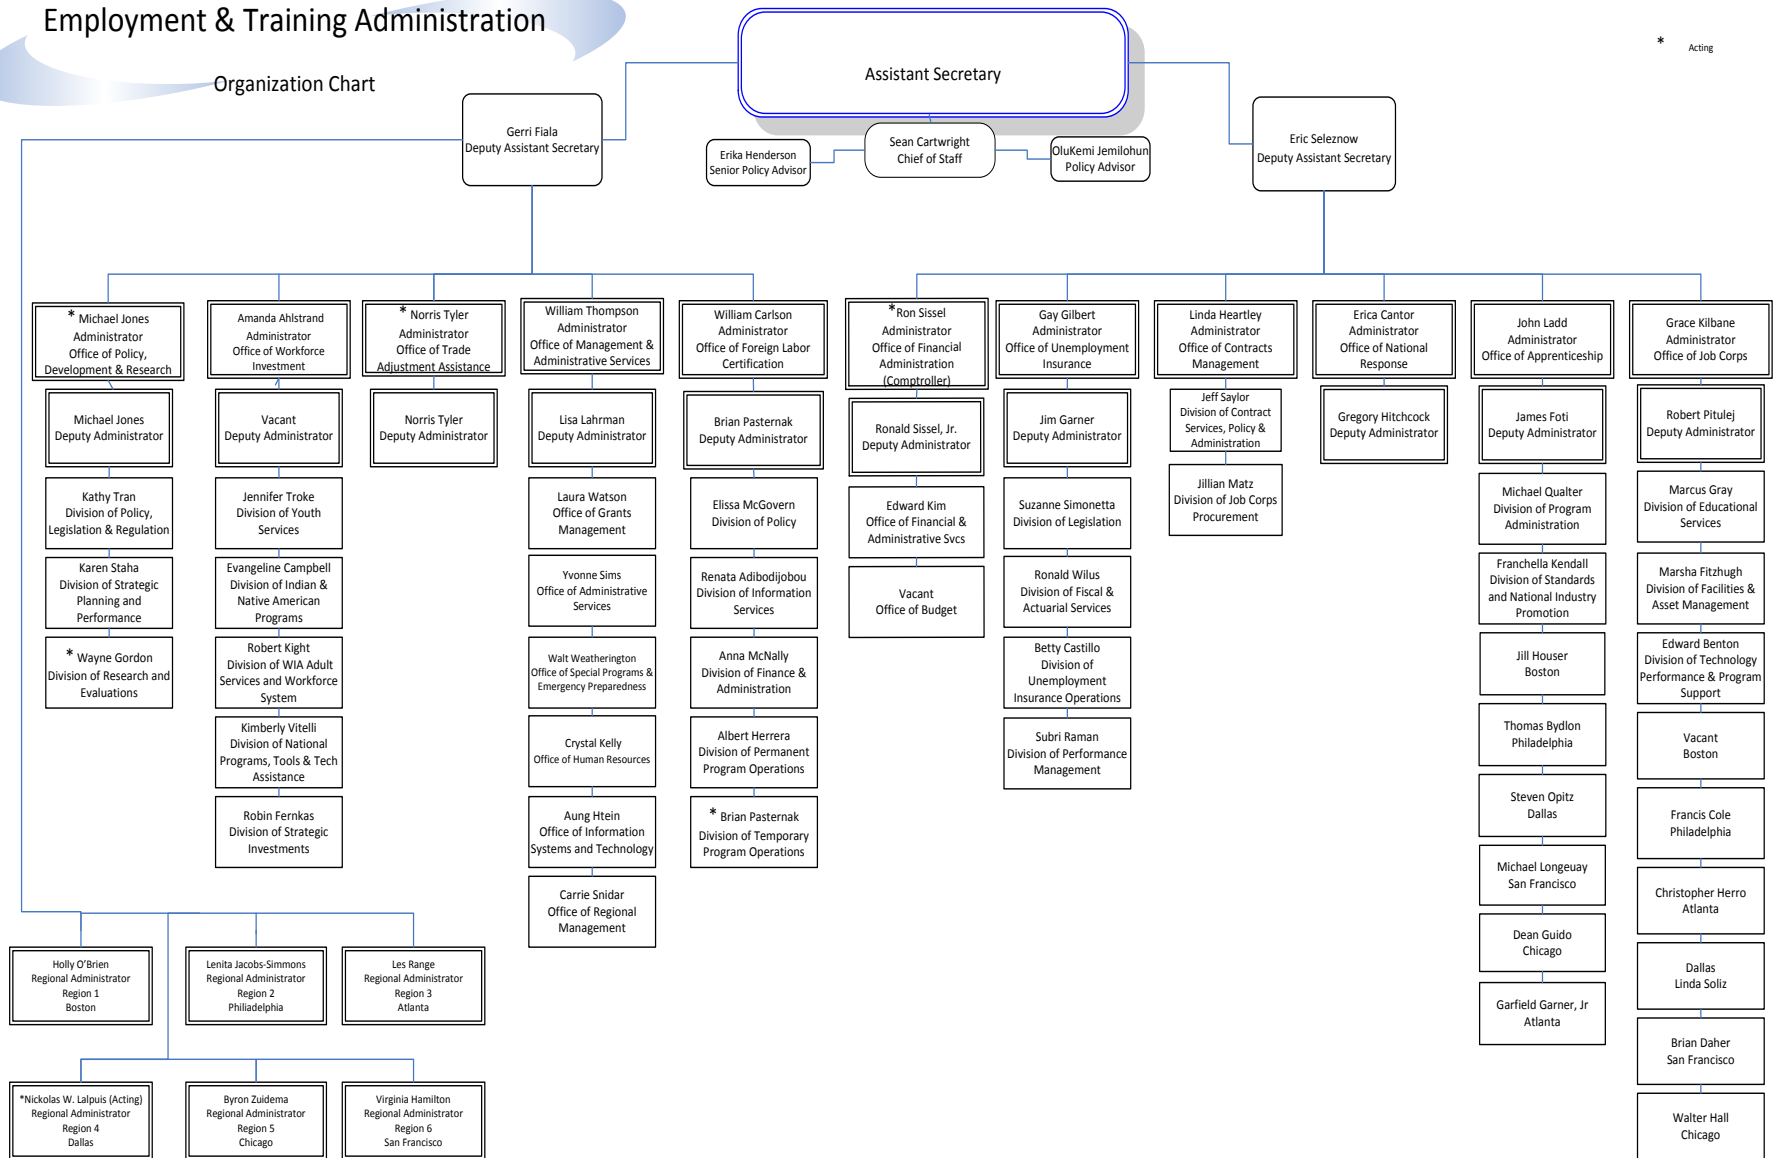 Employment & Training Administration
Organization Chart
* Acting
Assistant Secretary
Gerri Fiala
Deputy Assistant Secretary
Erika Henderson
Senior Policy Advisor
Sean Cartwright
Chief of Staff
OluKemi Jemilohun
Policy Advisor
Eric Seleznow
Deputy Assistant Secretary
* Michael Jones
Administrator
Office of Policy,
Development & Research
Michael Jones
Deputy Administrator
Kathy Tran
Division of Policy,
Legislation & Regulation
Karen Staha
Division of Strategic
Planning and
Performance
* Wayne Gordon
Division of Research and
Evaluations
Amanda Ahlstrand
Administrator
Office of Workforce
Investment
Vacant
Deputy Administrator
Jennifer Troke
Division of Youth
Services
Evangeline Campbell
Division of Indian &
Native American
Programs
Robert Kight
Division of WIA Adult
Services and Workforce
System
Kimberly Vitelli
Division of National
Programs, Tools & Tech
Assistance
Robin Fernkas
Division of Strategic
Investments
* Norris Tyler
Administrator
Office of Trade
Adjustment Assistance
Norris Tyler
Deputy Administrator
William Thompson
Administrator
Office of Management &
Administrative Services
Lisa Lahrman
Deputy Administrator
Laura Watson
Office of Grants
Management
Yvonne Sims
Office of Administrative
Services
Walt Weatherington
Office of Special Programs &
Emergency Preparedness
Crystal Kelly
Office of Human Resources
Aung Htein
Office of Information
Systems and Technology
Carrie Snidar
Office of Regional
Management
William Carlson
Administrator
Office of Foreign Labor
Certification
Brian Pasternak
Deputy Administrator
Elissa McGovern
Division of Policy
Renata Adibodijobou
Division of Information
Services
Anna McNally
Division of Finance &
Administration
Albert Herrera
Division of Permanent
Program Operations
* Brian Pasternak
Division of Temporary
Program Operations
*Ron Sissel
Administrator
Office of Financial
Administration
(Comptroller)
Ronald Sissel, Jr.
Deputy Administrator
Edward Kim
Office of Financial &
Administrative Svcs
Vacant
Office of Budget
Gay Gilbert
Administrator
Office of Unemployment
Insurance
Jim Garner
Deputy Administrator
Suzanne Simonetta
Division of Legislation
Ronald Wilus
Division of Fiscal &
Actuarial Services
Betty Castillo
Division of
Unemployment
Insurance Operations
Subri Raman
Division of Performance
Management
Linda Heartley
Administrator
Office of Contracts
Management
Jeff Saylor
Division of Contract
Services, Policy &
Administration
Jillian Matz
Division of Job Corps
Procurement
Erica Cantor
Administrator
Office of National
Response
Gregory Hitchcock
Deputy Administrator
John Ladd
Administrator
Office of Apprenticeship
James Foti
Deputy Administrator
Michael Qualter
Division of Program
Administration
Franchella Kendall
Division of Standards
and National Industry
Promotion
Jill Houser
Boston
Thomas Bydlon
Philadelphia
Steven Opitz
Dallas
Michael Longeuay
San Francisco
Dean Guido
Chicago
Garfield Garner, Jr
Atlanta
Grace Kilbane
Administrator
Office of Job Corps
Robert Pitulej
Deputy Administrator
Marcus Gray
Division of Educational
Services
Marsha Fitzhugh
Division of Facilities &
Asset Management
Edward Benton
Division of Technology
Performance & Program
Support
Vacant
Boston
Francis Cole
Philadelphia
Christopher Herro
Atlanta
Dallas
Linda Soliz
Brian Daher
San Francisco
Walter Hall
Chicago
Holly O'Brien
Regional Administrator
Region 1
Boston
Lenita Jacobs-Simmons
Regional Administrator
Region 2
Philiadelphia
Les Range
Regional Administrator
Region 3
Atlanta
*Nickolas W. Lalpuis (Acting)
Regional Administrator
Region 4
Dallas
Byron Zuidema
Regional Administrator
Region 5
Chicago
Virginia Hamilton
Regional Administrator
Region 6
San Francisco